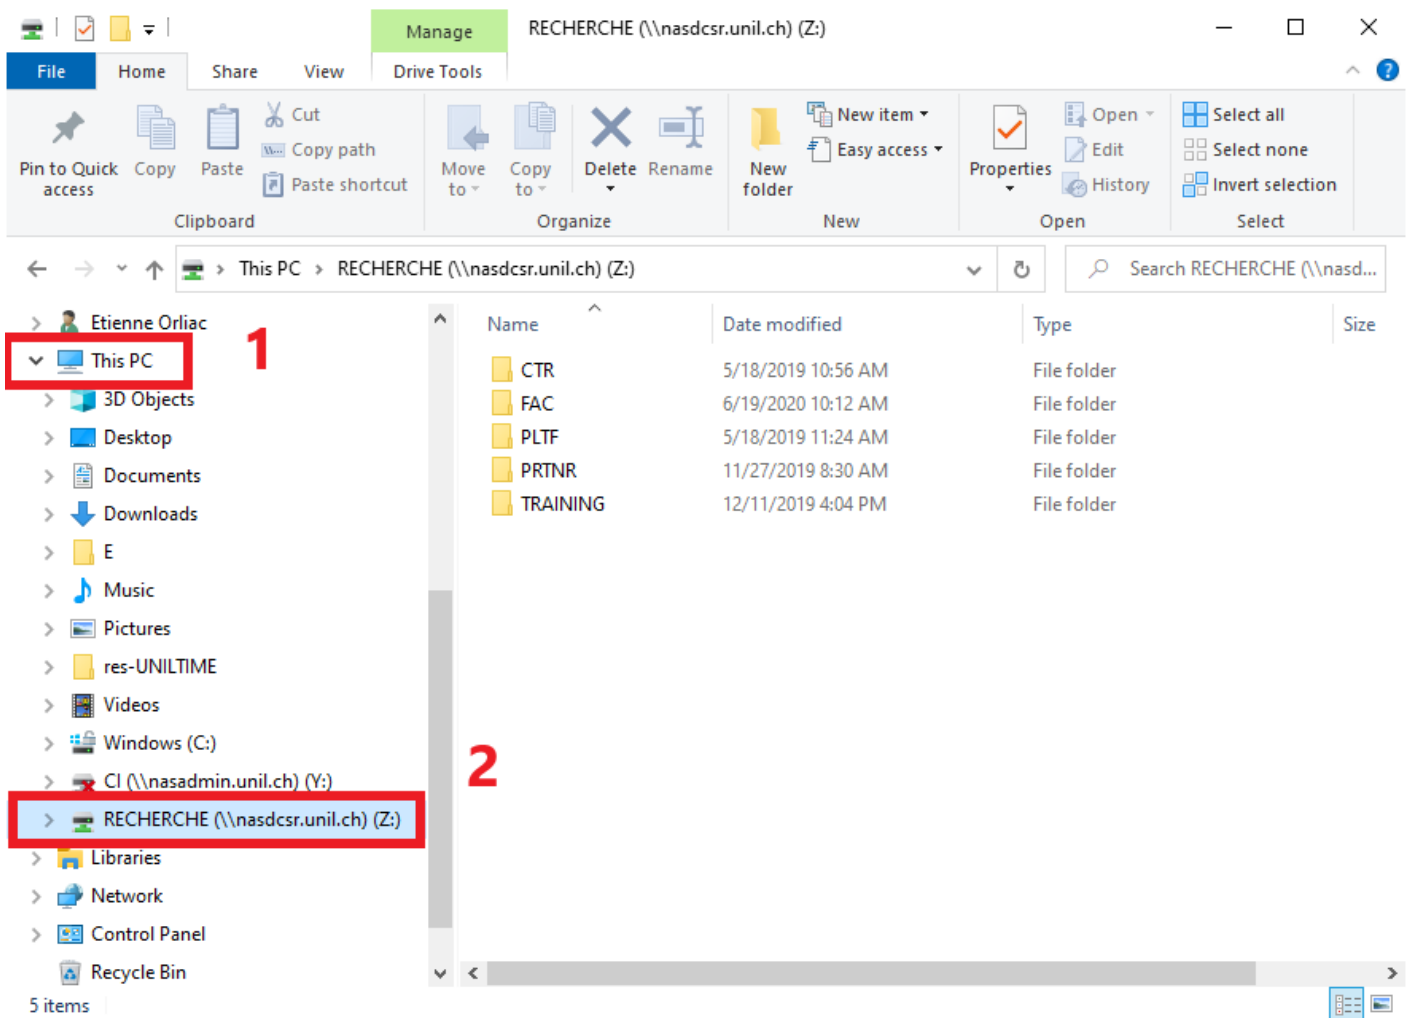 Manage
RECHERCHE (\\nasdcsr.unil.ch) (Z:)
File
Home
Share
View
Drive Tools
Pin to Quick access
Copy
Paste
Cut
Copy path
Paste shortcut
Clipboard
Move to
Copy to
Delete
Rename
Organize
New folder
New item
Easy access
New
Properties
Open
Edit
History
Open
Select all
Select none
Invert selection
Select
This PC > RECHERCHE (\\nasdcsr.unil.ch) (Z:)
Search RECHERCHE (\\nasd...
Etienne Orliac
1
This PC
3D Objects
Desktop
Documents
Downloads
E
Music
Pictures
res-UNILTIME
Videos
Windows (C:)
2
CI (\\nasadmin.unil.ch) (Y:)
RECHERCHE (\\nasdcsr.unil.ch) (Z:)
Libraries
Network
Control Panel
Recycle Bin
Name Date modified Type Size
CTR 5/18/2019 10:56 AM File folder
FAC 6/19/2020 10:12 AM File folder
PLTF 5/18/2019 11:24 AM File folder
PRTNR 11/27/2019 8:30 AM File folder
TRAINING 12/11/2019 4:04 PM File folder
5 items